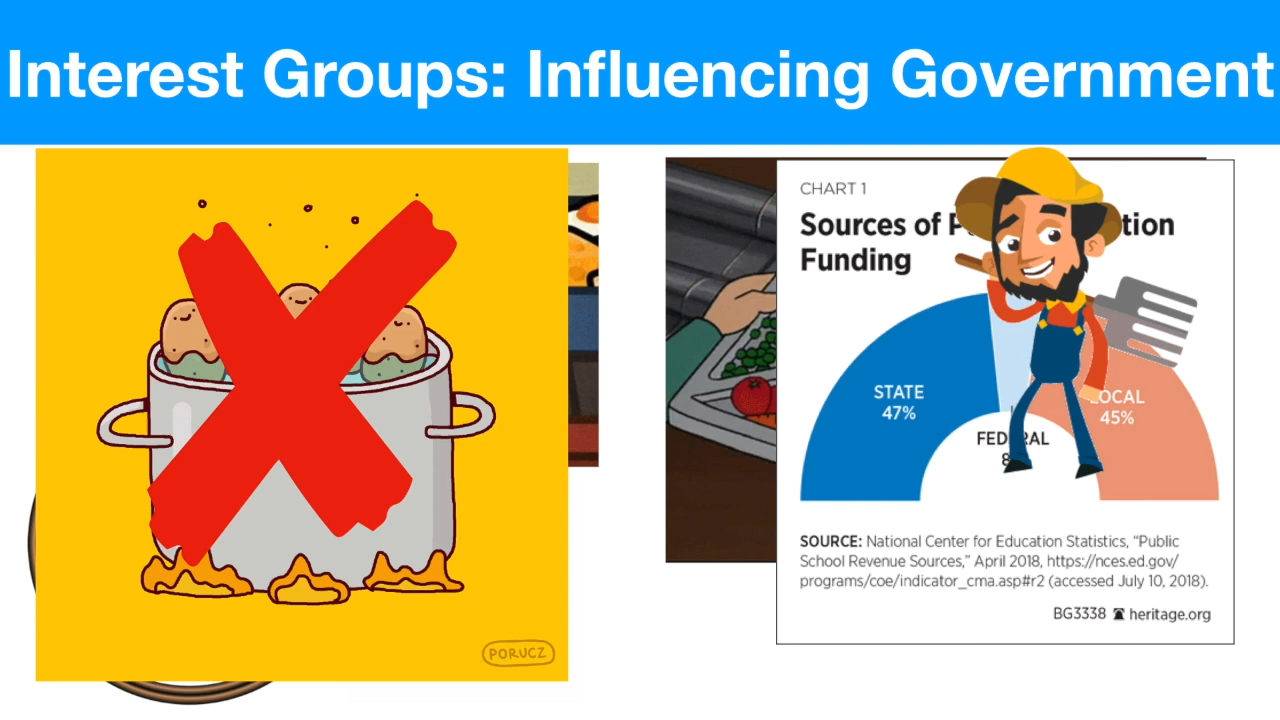 Interest Groups: Influencing Government
PORUCZ
CHART 1
Sources of
Funding
STATE
47%
FEDERAL
LOCAL
45%
SOURCE: National Center for Education Statistics, “Public
School Revenue Sources,” April 2018, https://nces.ed.gov/
programs/coe/indicator_cma.asp#r2 (accessed July 10, 2018).
BG3338 heritage.org